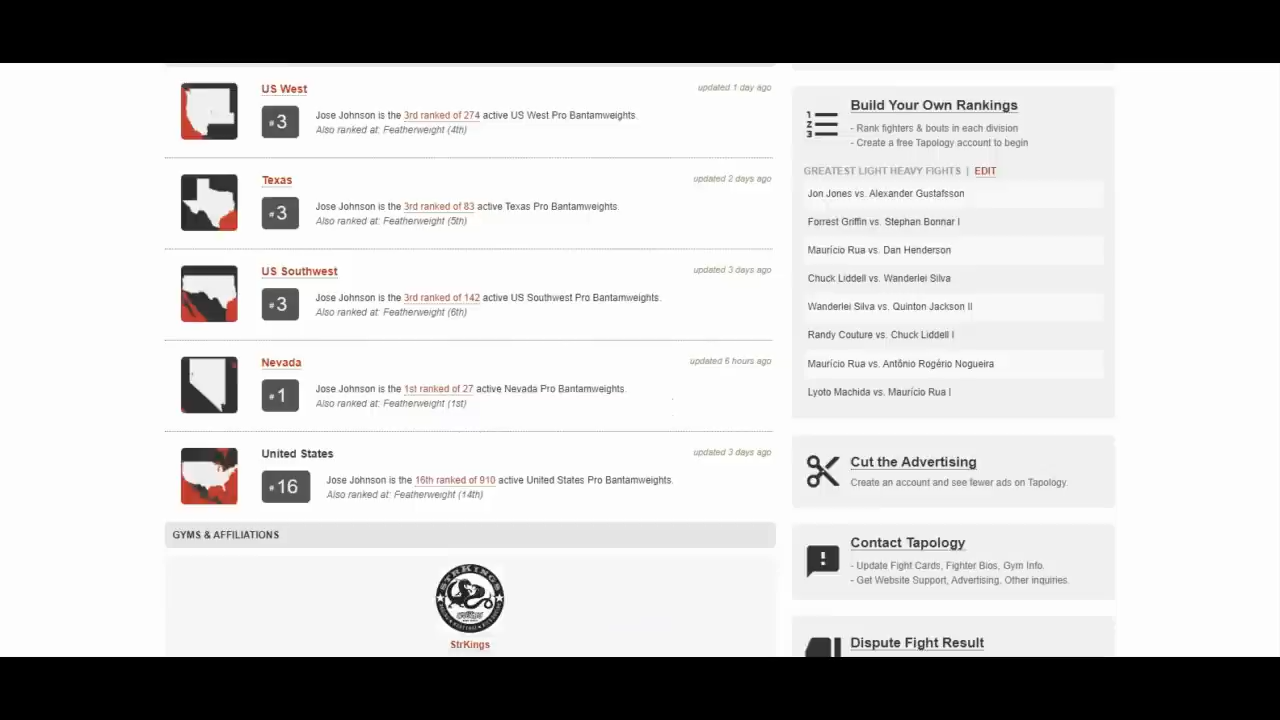 US West
updated 1 day ago
#3
Jose Johnson is the 3rd ranked of 274 active US West Pro Bantamweights.
Also ranked at: Featherweight (4th)
Texas
updated 2 days ago
#3
Jose Johnson is the 3rd ranked of 83 active Texas Pro Bantamweights.
Also ranked at: Featherweight (5th)
US Southwest
updated 3 days ago
#3
Jose Johnson is the 3rd ranked of 142 active US Southwest Pro Bantamweights.
Also ranked at: Featherweight (6th)
Nevada
updated 6 hours ago
#1
Jose Johnson is the 1st ranked of 27 active Nevada Pro Bantamweights.
Also ranked at: Featherweight (1st)
United States
updated 3 days ago
#16
Jose Johnson is the 16th ranked of 910 active United States Pro Bantamweights.
Also ranked at: Featherweight (14th)
GYMS & AFFILIATIONS
STRKINGS
StrKings
1
2
3
Build Your Own Rankings
- Rank fighters & bouts in each division
- Create a free Tapology account to begin
GREATEST LIGHT HEAVY FIGHTS | EDIT
Jon Jones vs. Alexander Gustafsson
Forrest Griffin vs. Stephan Bonnar I
Maurício Rua vs. Dan Henderson
Chuck Liddell vs. Wanderlei Silva
Wanderlei Silva vs. Quinton Jackson II
Randy Couture vs. Chuck Liddell I
Maurício Rua vs. Antônio Rogério Nogueira
Lyoto Machida vs. Maurício Rua I
Cut the Advertising
Create an account and see fewer ads on Tapology.
Contact Tapology
- Update Fight Cards, Fighter Bios, Gym Info.
- Get Website Support, Advertising, Other inquiries.
Dispute Fight Result